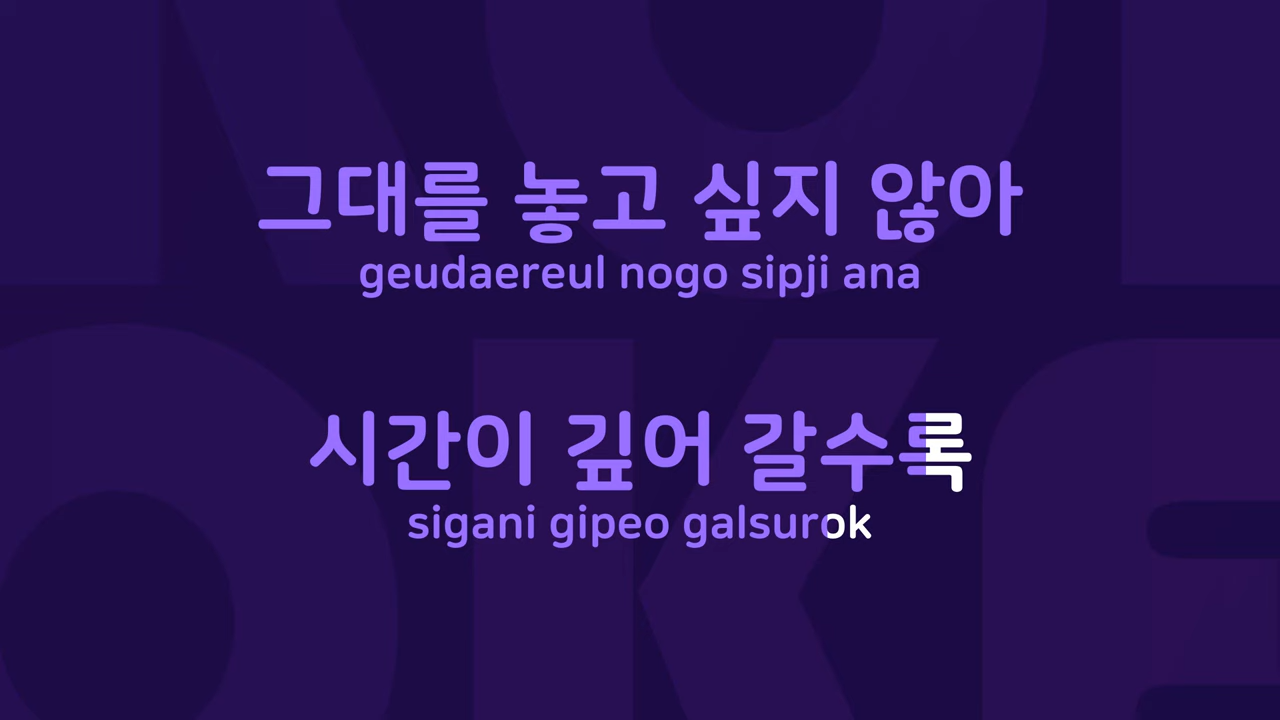 그대를 놓고 싶지 않아
geudaereul nogo sipji ana
시간이 깊어 갈수록
sigani gipeo galsurok